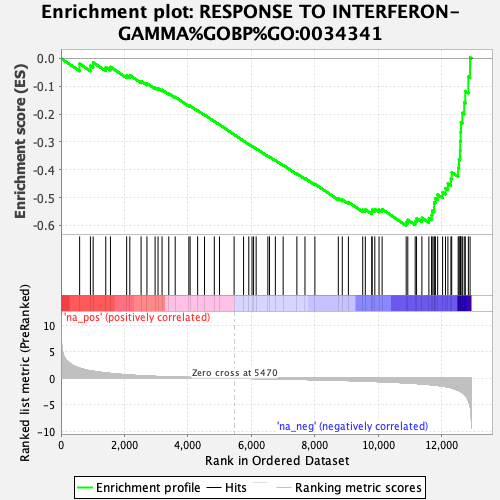 Enrichment plot: RESPONSE TO INTERFERON-
GAMMA%GOBP%GO:0034341
Enrichment score (ES)
0.0
-0.1
-0.2
-0.3
-0.4
-0.5
-0.6
'na_pos' (positively correlated)
Ranked list metric (PreRanked)
10
5
0
-5
-10
Zero cross at 5470
'na_neg' (negatively correlated)
0
2,000
4,000
6,000
8,000
10,000
12,000
Rank in Ordered Dataset
Enrichment profile
Hits
Ranking metric scores